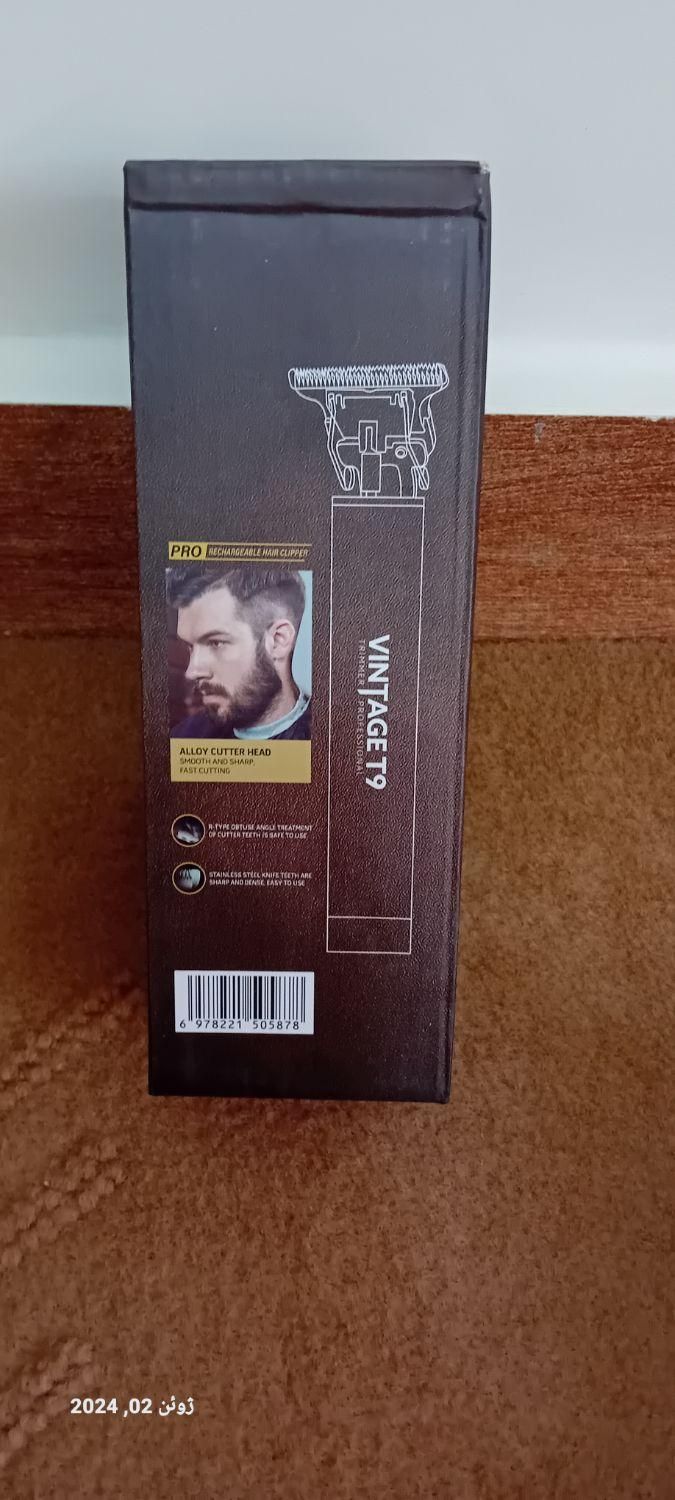 PRO RECHARGEABLE HAIR CLIPPER
VINTAGE T9
TRIMMER PROFESSIONAL
ALLOY CUTTER HEAD
SMOOTH AND SHARP,
FAST CUTTING
R-TYPE OBTUSE ANGLE TREATMENT
OF CUTTER TEETH IS SAFE TO USE
STAINLESS STEEL KNIFE TEETH ARE
SHARP AND DENSE, EASY TO USE
6 978221 505878
ژوئن 02, 2024